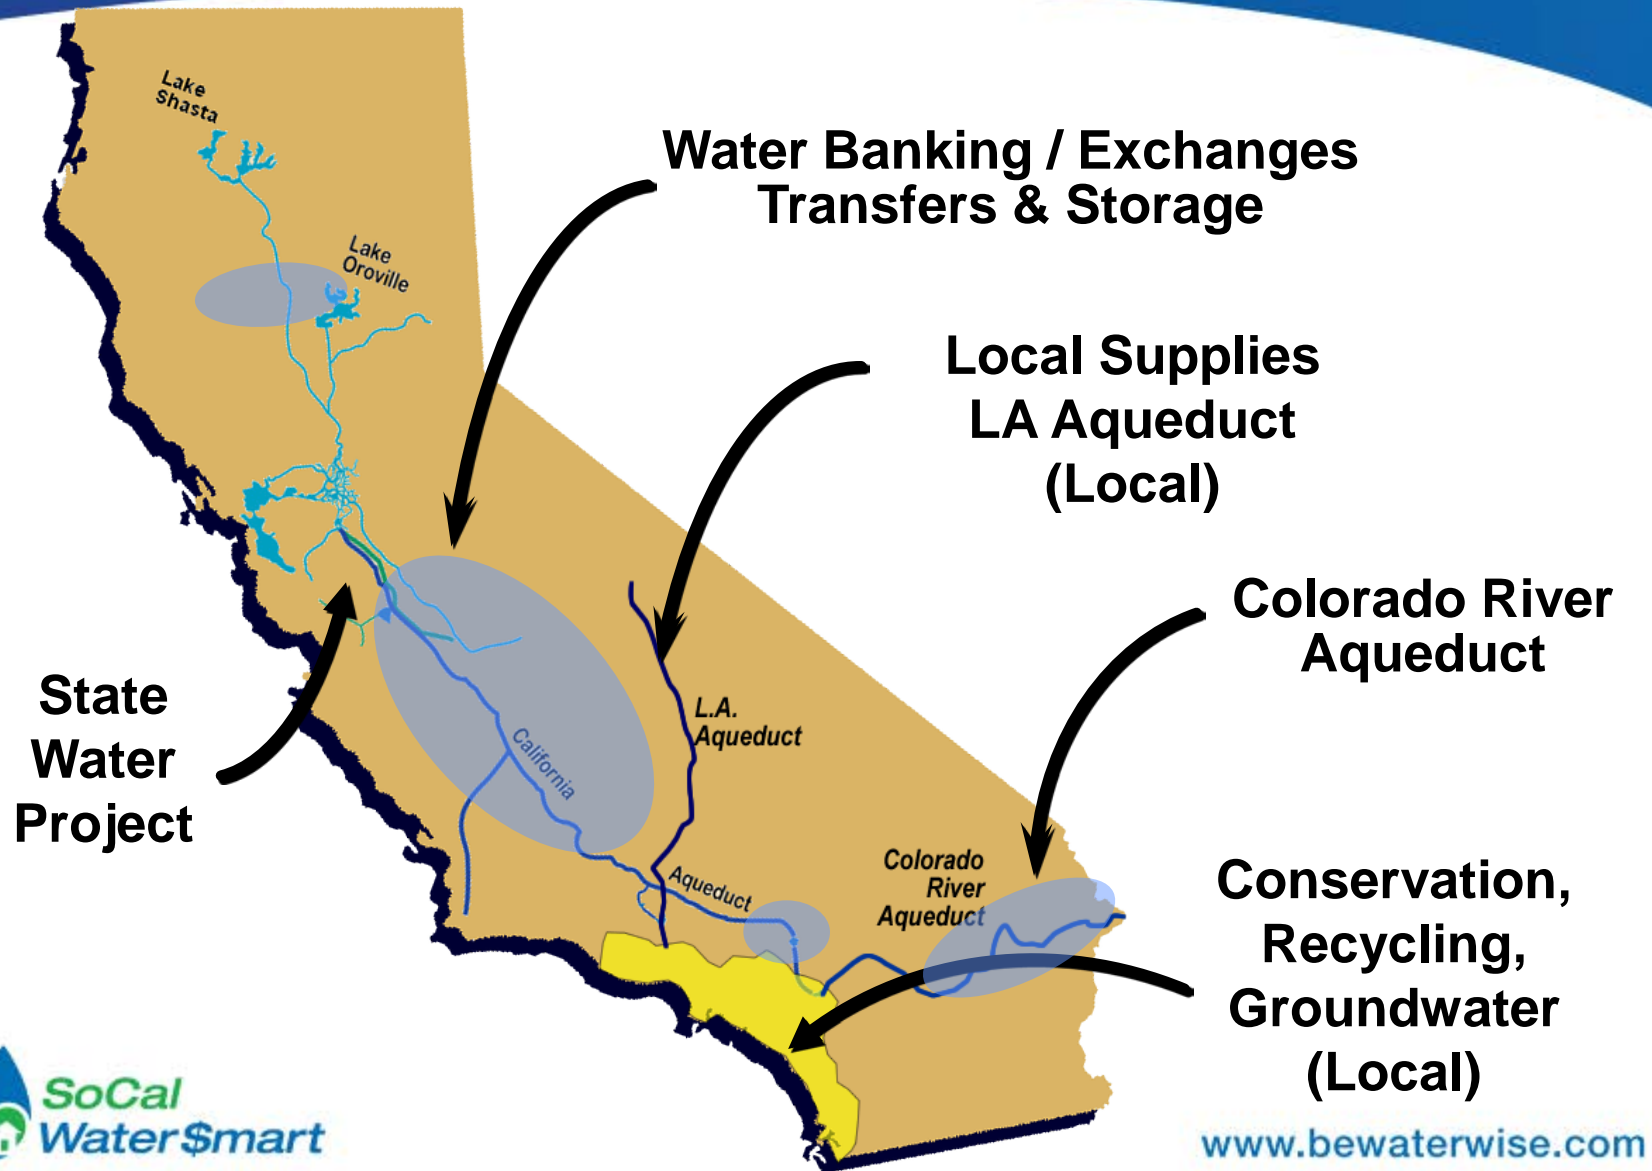 Lake
Shasta
Water Banking / Exchanges
Transfers & Storage
Lake
Oroville
Local Supplies
LA Aqueduct
(Local)
Colorado River
Aqueduct
State
Water
Project
L.A.
Aqueduct
California
Aqueduct
Colorado
River
Aqueduct
Conservation,
Recycling,
Groundwater
(Local)
SoCal
Water$mart
www.bewaterwise.com